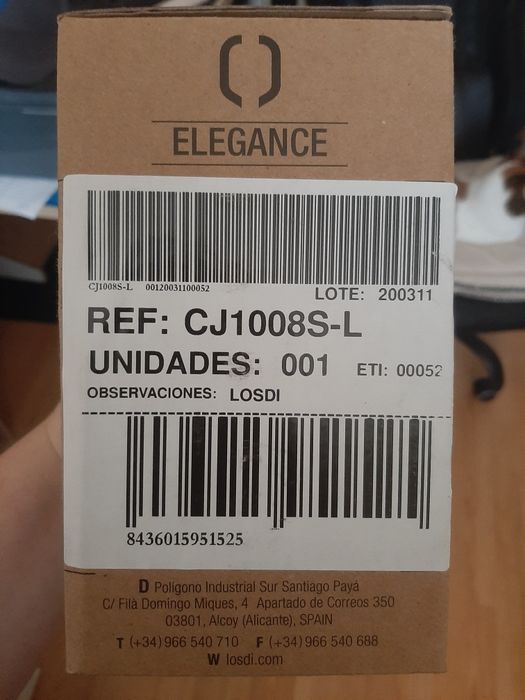 ELEGANCE
CJ1008S-L 00120031100052
LOTE: 200311
REF: CJ1008S-L
UNIDADES: 001 ETI: 00052
OBSERVACIONES: LOSDI
8436015951525
D Poligono Industrial Sur Santiago Payá
C/ Filà Domingo Miques, 4 Apartado de Correos 350
03801, Alcoy (Alicante), SPAIN
T (+34) 966 540 710 F (+34) 966 540 688
W losdi.com